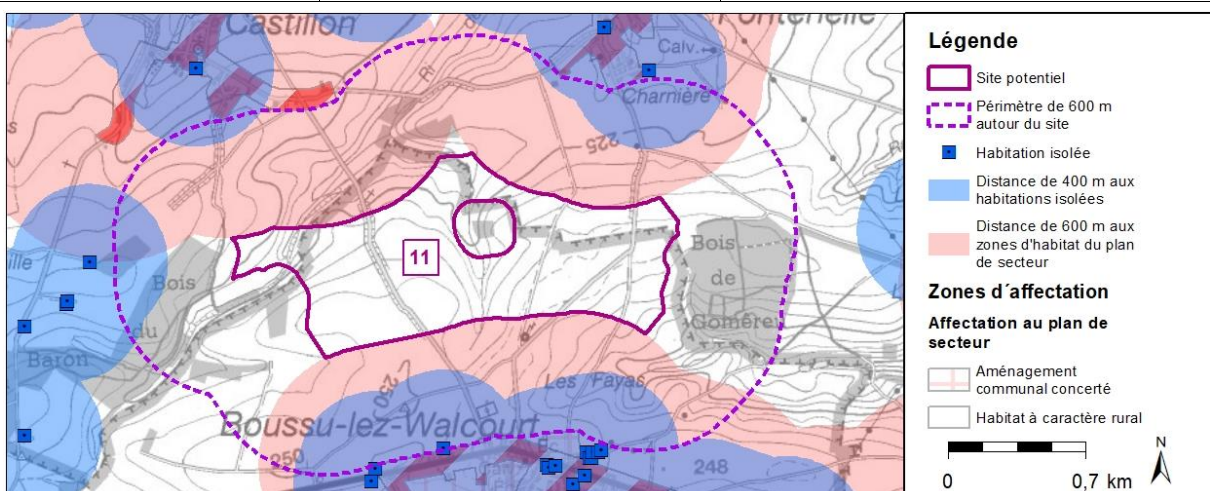 Castillon
Fontenelle
Calv.
Charnière
Rᵗ
225
11
Bois
de
Gomêrée
Bois
du
Baron
250
Les Fayas
Boussu-lez-Walcourt
250
248
Légende
Site potentiel
Périmètre de 600 m
autour du site
Habitation isolée
Distance de 400 m aux
habitations isolées
Distance de 600 m aux
zones d'habitat du plan
de secteur
Zones d´affectation
Affectation au plan de
secteur
Aménagement
communal concerté
Habitat à caractère rural
0 0,7 km
N